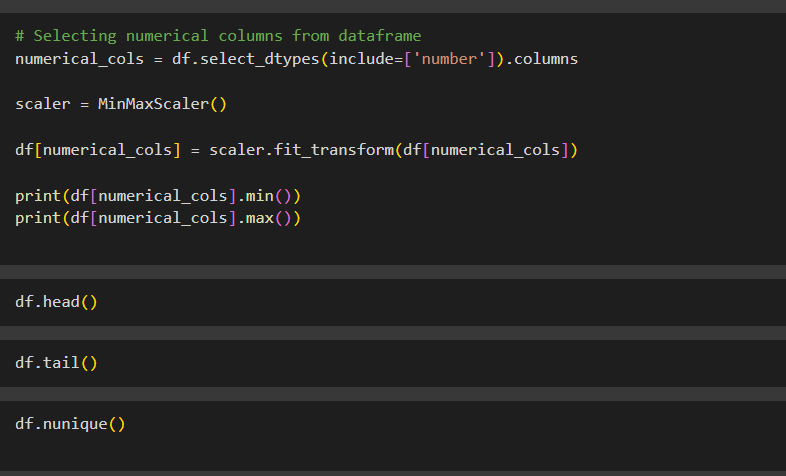 # Selecting numerical columns from dataframe
numerical_cols = df.select_dtypes(include=['number']).columns
scaler = MinMaxScaler()
df[numerical_cols] = scaler.fit_transform(df[numerical_cols])
print(df[numerical_cols].min())
print(df[numerical_cols].max())
df.head()
df.tail()
df.nunique()